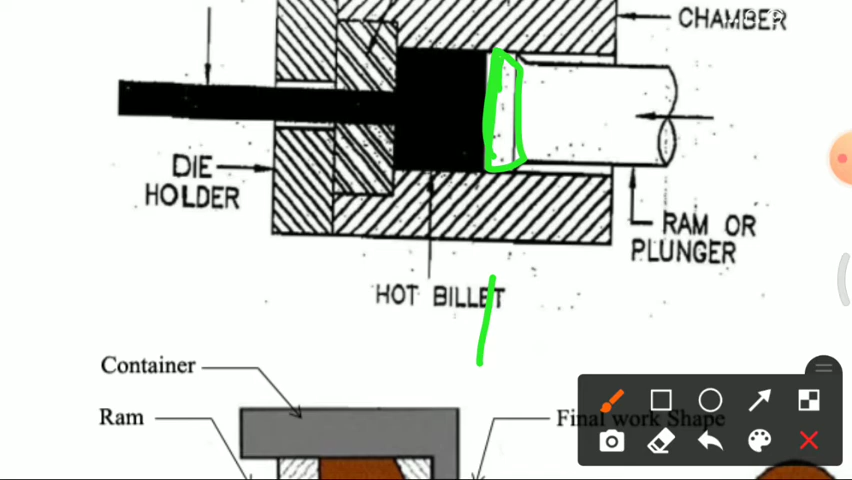 CHAMBER
DIE
HOLDER
RAM OR
PLUNGER
HOT BILLET
Container
Ram
Final work Shape